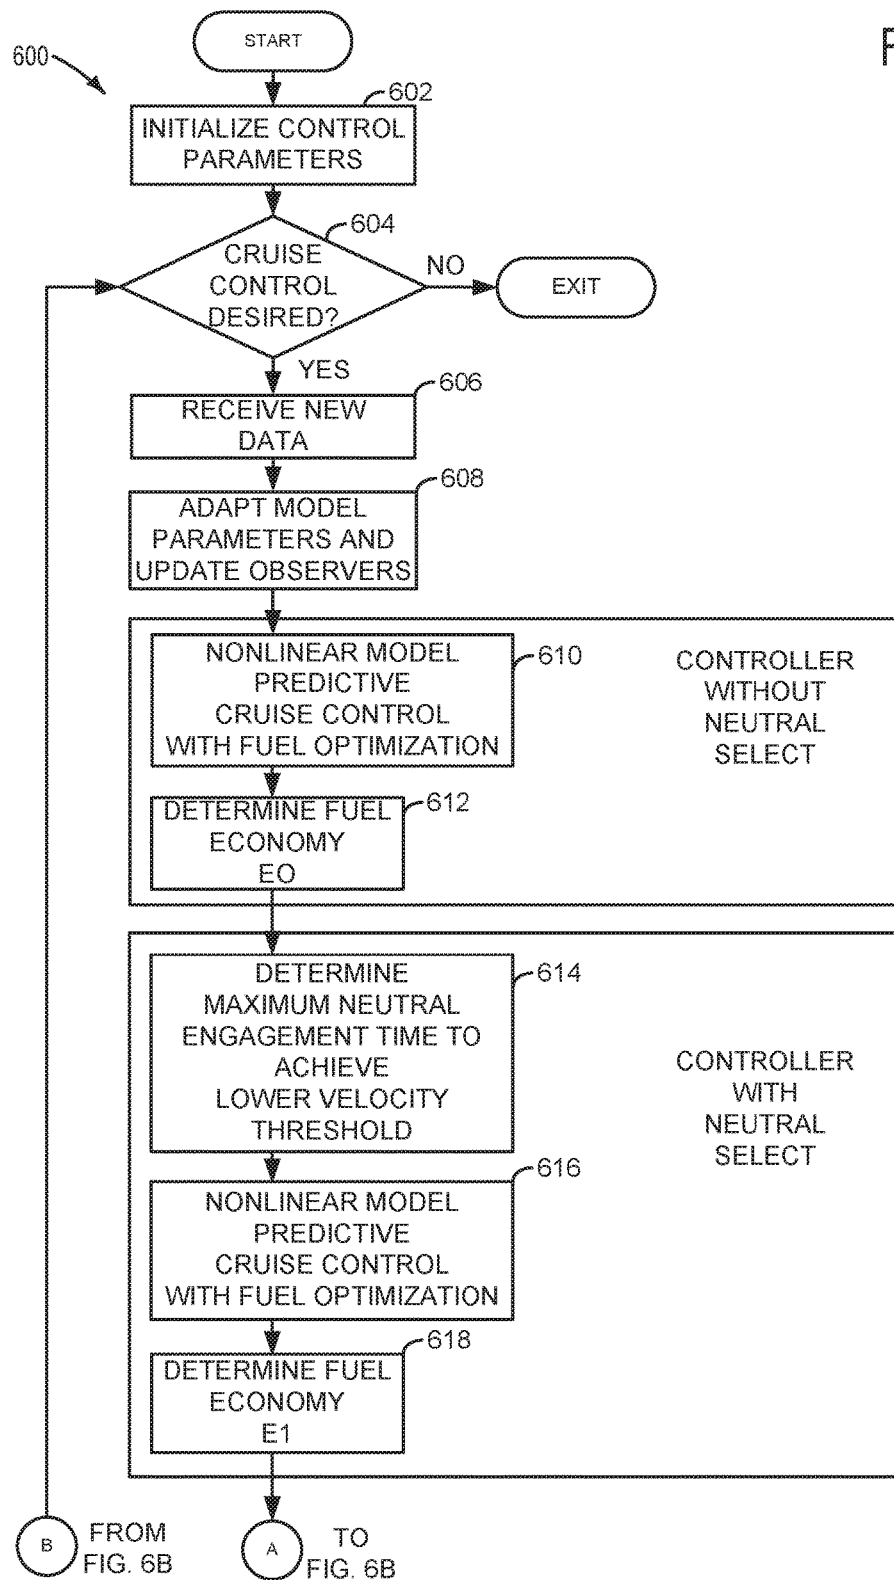 START
600
602
INITIALIZE CONTROL
PARAMETERS
604
CRUISE
CONTROL
DESIRED?
NO
EXIT
YES
606
RECEIVE NEW
DATA
608
ADAPT MODEL
PARAMETERS AND
UPDATE OBSERVERS
610
NONLINEAR MODEL
PREDICTIVE
CRUISE CONTROL
WITH FUEL OPTIMIZATION
CONTROLLER
WITHOUT
NEUTRAL
SELECT
612
DETERMINE FUEL
ECONOMY
EO
614
DETERMINE
MAXIMUM NEUTRAL
ENGAGEMENT TIME TO
ACHIEVE
LOWER VELOCITY
THRESHOLD
CONTROLLER
WITH
NEUTRAL
SELECT
616
NONLINEAR MODEL
PREDICTIVE
CRUISE CONTROL
WITH FUEL OPTIMIZATION
618
DETERMINE FUEL
ECONOMY
E1
B
FROM
FIG. 6B
A
TO
FIG. 6B